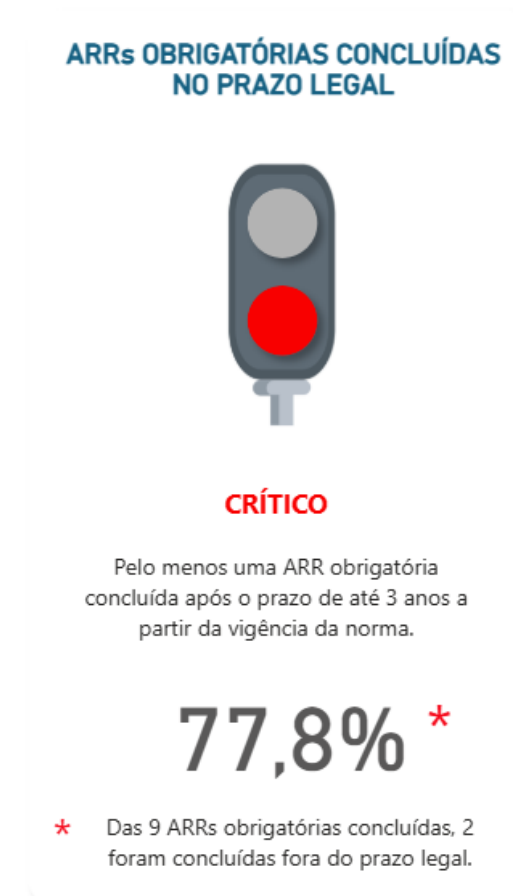 ARRs OBRIGATÓRIAS CONCLUÍDAS
NO PRAZO LEGAL
CRÍTICO
Pelo menos uma ARR obrigatória
concluída após o prazo de até 3 anos a
partir da vigência da norma.
77,8% *
* Das 9 ARRs obrigatórias concluídas, 2
foram concluídas fora do prazo legal.